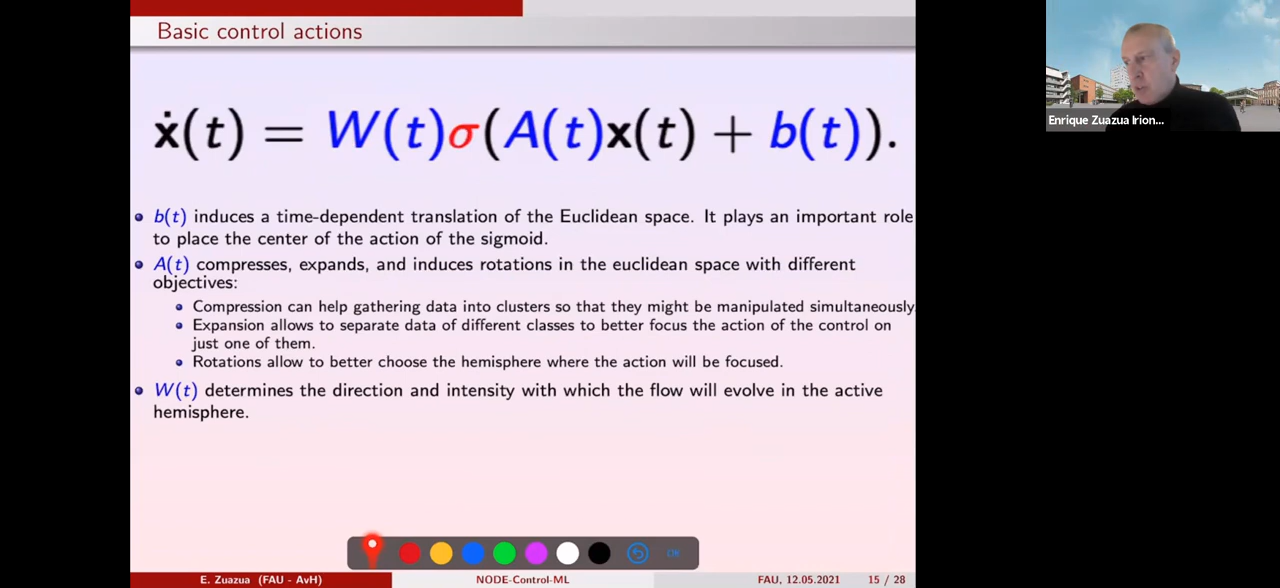 Basic control actions
ẋ(t) = W(t)σ(A(t)x(t) + b(t)).
b(t) induces a time-dependent translation of the Euclidean space. It plays an important role
to place the center of the action of the sigmoid.
A(t) compresses, expands, and induces rotations in the euclidean space with different
objectives:
Compression can help gathering data into clusters so that they might be manipulated simultaneously.
Expansion allows to separate data of different classes to better focus the action of the control on
just one of them.
Rotations allow to better choose the hemisphere where the action will be focused.
W(t) determines the direction and intensity with which the flow will evolve in the active
hemisphere.
Ok
E. Zuazua (FAU - AvH) NODE-Control-ML FAU, 12.05.2021 15 / 28
Enrique Zuazua Irion...